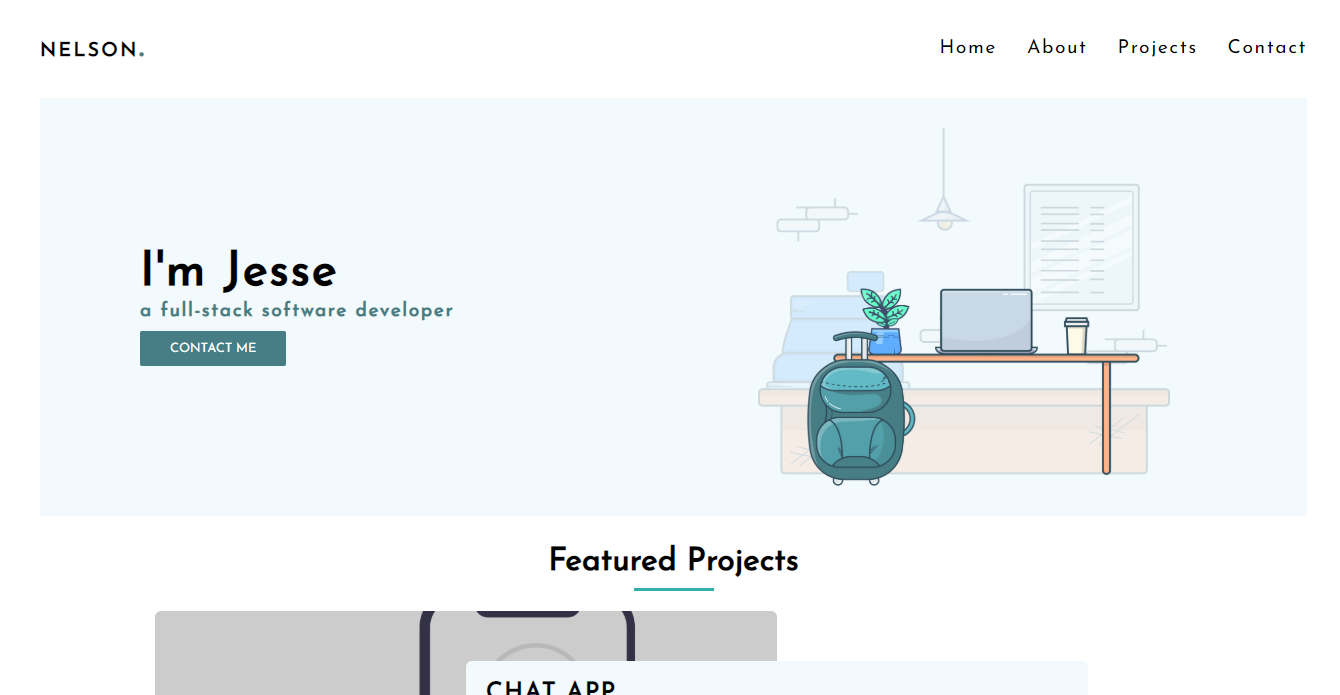 NELSON.
Home About Projects Contact
I'm Jesse
a full-stack software developer
CONTACT ME
Featured Projects
CHAT APP